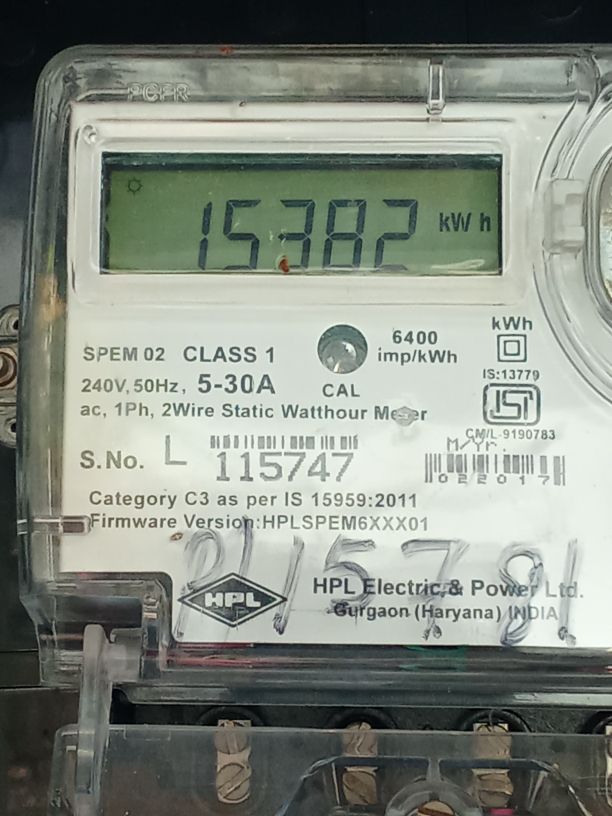 PCFR
15382 kWh
kWh
6400
imp/kWh
SPEM 02 CLASS 1
IS:13779
240V, 50Hz, 5-30A
CAL
ISI
ac, 1Ph, 2Wire Static Watthour Meter
CM/L-9190783
M/Yr.
S.No. L 115747
022017
Category C3 as per IS 15959:2011
Firmware Version:HPLSPEM6XXX01
HPL
HPL Electric & Power Ltd.
Gurgaon (Haryana) INDIA